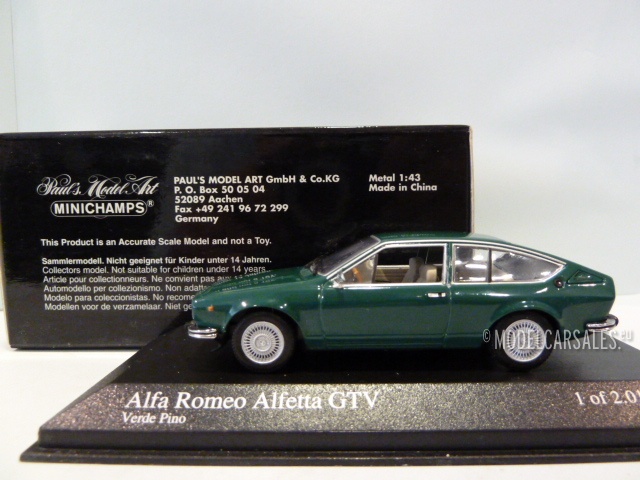 Paul's Model Art
MINICHAMPS®
PAUL'S MODEL ART GmbH & Co.KG
P. O. Box 50 05 04
52089 Aachen
Fax +49 241 96 72 299
Germany
Metal 1:43
Made in China
This Product is an Accurate Scale Model and not a Toy.
Sammlermodell. Nicht geeignet für Kinder unter 14 Jahren.
Collectors model. Not suitable for children under 14 years.
Article pour collectionneurs. Ne convient pas aux
Automodello per collezionismo. Non adatto
Modelo para coleccionistas. No recome
Modellen voor de verzamelaar. Niet ge
MODELCARSALES.eu
Alfa Romeo Alfetta GTV
Verde Pino
1 of 2.01